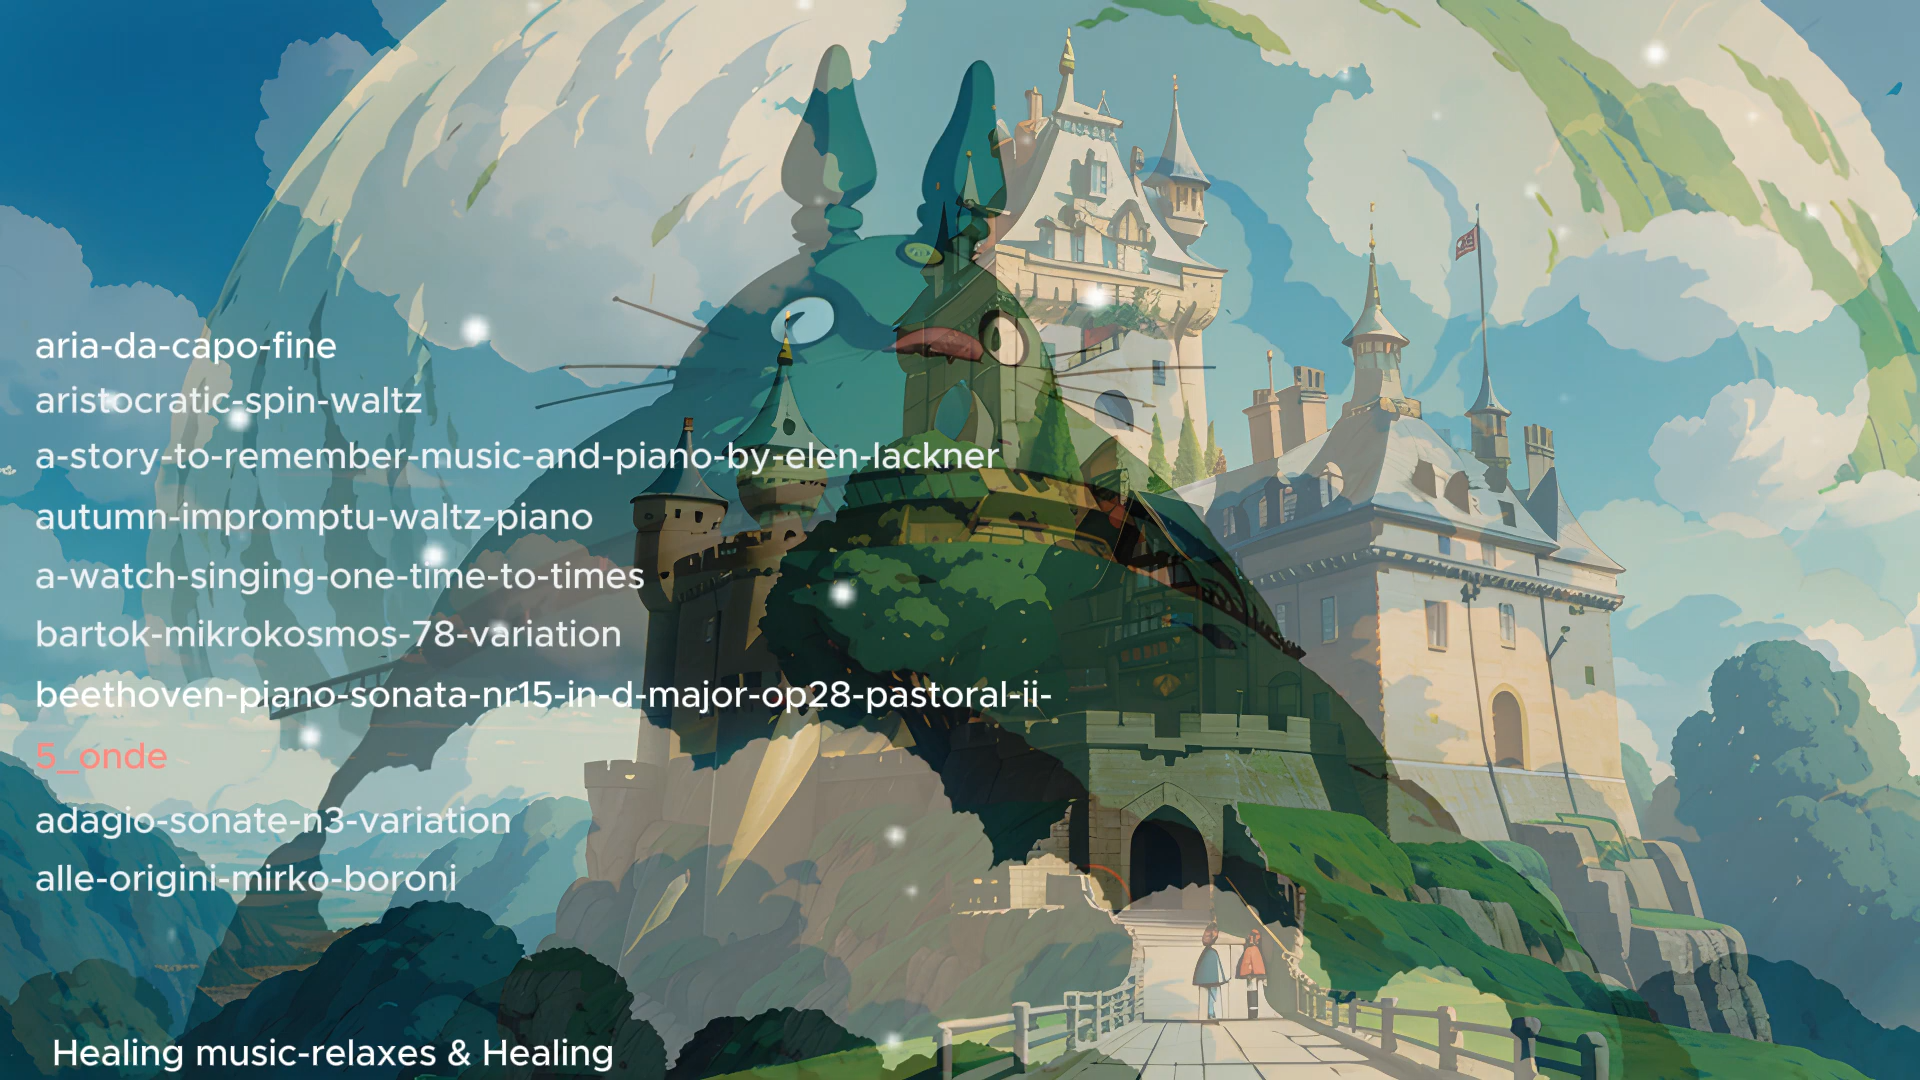 aria-da-capo-fine
aristocratic-spin-waltz
a-story-to-remember-music-and-piano-by-elen-lackner
autumn-impromptu-waltz-piano
a-watch-singing-one-time-to-times
bartok-mikrokosmos-78-variation
beethoven-piano-sonata-nr15-in-d-major-op28-pastoral-ii-
5_onde
adagio-sonate-n3-variation
alle-origini-mirko-boroni
Healing music-relaxes & Healing